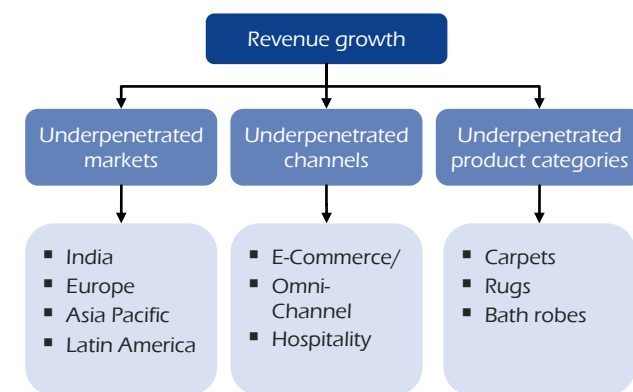 Revenue growth
Underpenetrated
markets
Underpenetrated
channels
Underpenetrated
product categories
▪ India
▪ Europe
▪ Asia Pacific
▪ Latin America
▪ E-Commerce/
▪ Omni-
Channel
▪ Hospitality
▪ Carpets
▪ Rugs
▪ Bath robes